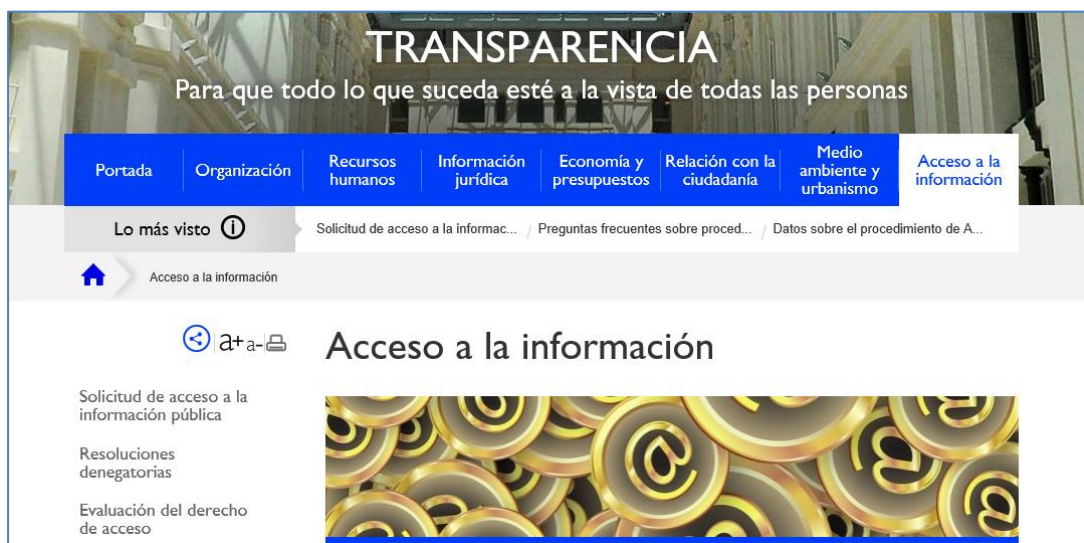 TRANSPARENCIA
Para que todo lo que suceda esté a la vista de todas las personas
Portada
Organización
Recursos
humanos
Información
jurídica
Economía y
presupuestos
Relación con la
ciudadanía
Medio
ambiente y
urbanismo
Acceso a la
información
Lo más visto
Solicitud de acceso a la informac... / Preguntas frecuentes sobre proced... / Datos sobre el procedimiento de A...
Acceso a la información
a+ a-
Acceso a la información
Solicitud de acceso a la
información pública
Resoluciones
denegatorias
Evaluación del derecho
de acceso